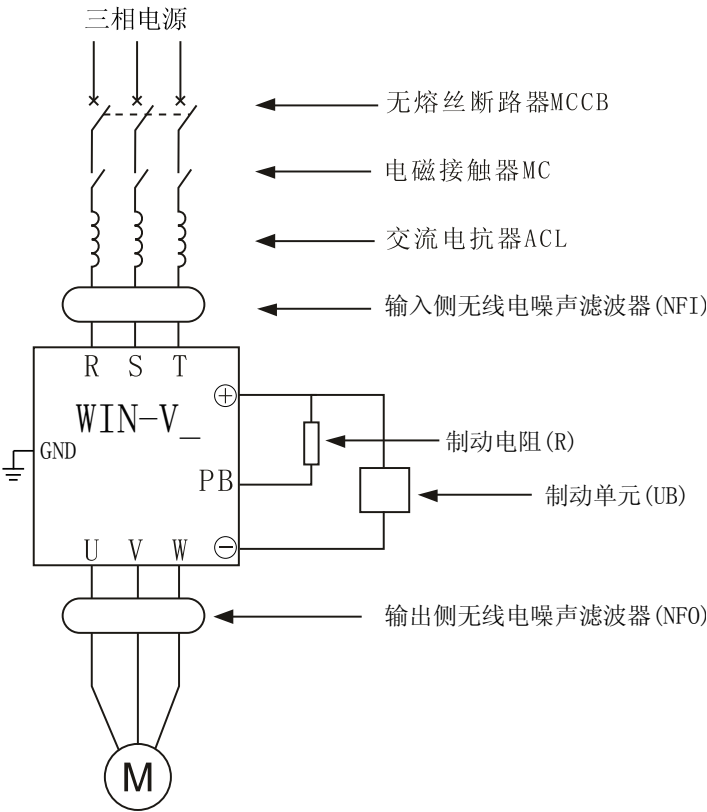 三相电源
无熔丝断路器MCCB
电磁接触器MC
交流电抗器ACL
输入侧无线电噪声滤波器(NFI)
R S T
WIN-V_
GND
制动电阻(R)
PB
制动单元(UB)
U V W
输出侧无线电噪声滤波器(NFO)
M